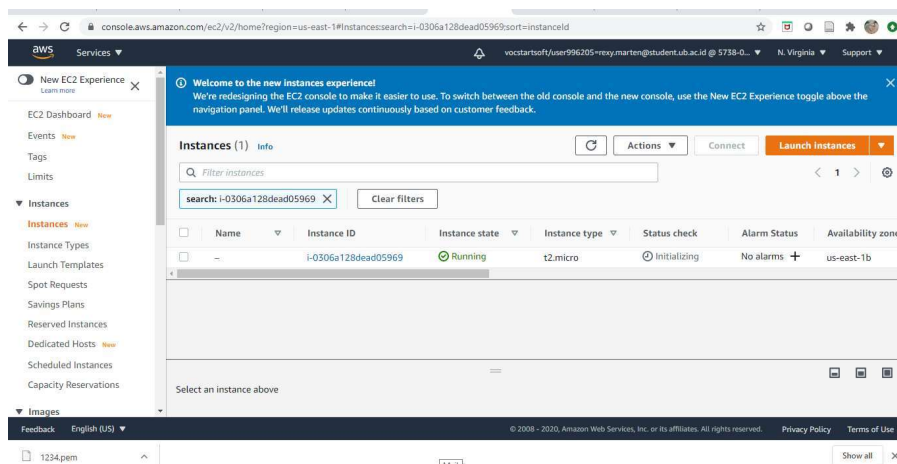 console.aws.amazon.com/ec2/v2/home?region=us-east-1#Instances:search=i-0306a128dead05969;sort=instanceId
aws
Services ▼
vocstartsoft/user996205=rexy.marten@student.ub.ac.id @ 5738-0... ▼
N. Virginia ▼
Support ▼
New EC2 Experience
Learn more
EC2 Dashboard New
Events New
Tags
Limits
▼ Instances
Instances New
Instance Types
Launch Templates
Spot Requests
Savings Plans
Reserved Instances
Dedicated Hosts New
Scheduled Instances
Capacity Reservations
▼ Images
Welcome to the new instances experience!
We're redesigning the EC2 console to make it easier to use. To switch between the old console and the new console, use the New EC2 Experience toggle above the
navigation panel. We'll release updates continuously based on customer feedback.
Instances (1) Info
Actions ▼
Connect
Launch instances ▼
Filter instances
< 1 >
search: i-0306a128dead05969 X
Clear filters
Name Instance ID Instance state Instance type Status check Alarm Status Availability zone
– i-0306a128dead05969 Running t2.micro Initializing No alarms + us-east-1b
Select an instance above
Feedback English (US) ▼
© 2008 - 2020, Amazon Web Services, Inc. or its affiliates. All rights reserved. Privacy Policy Terms of Use
1234.pem
Show all